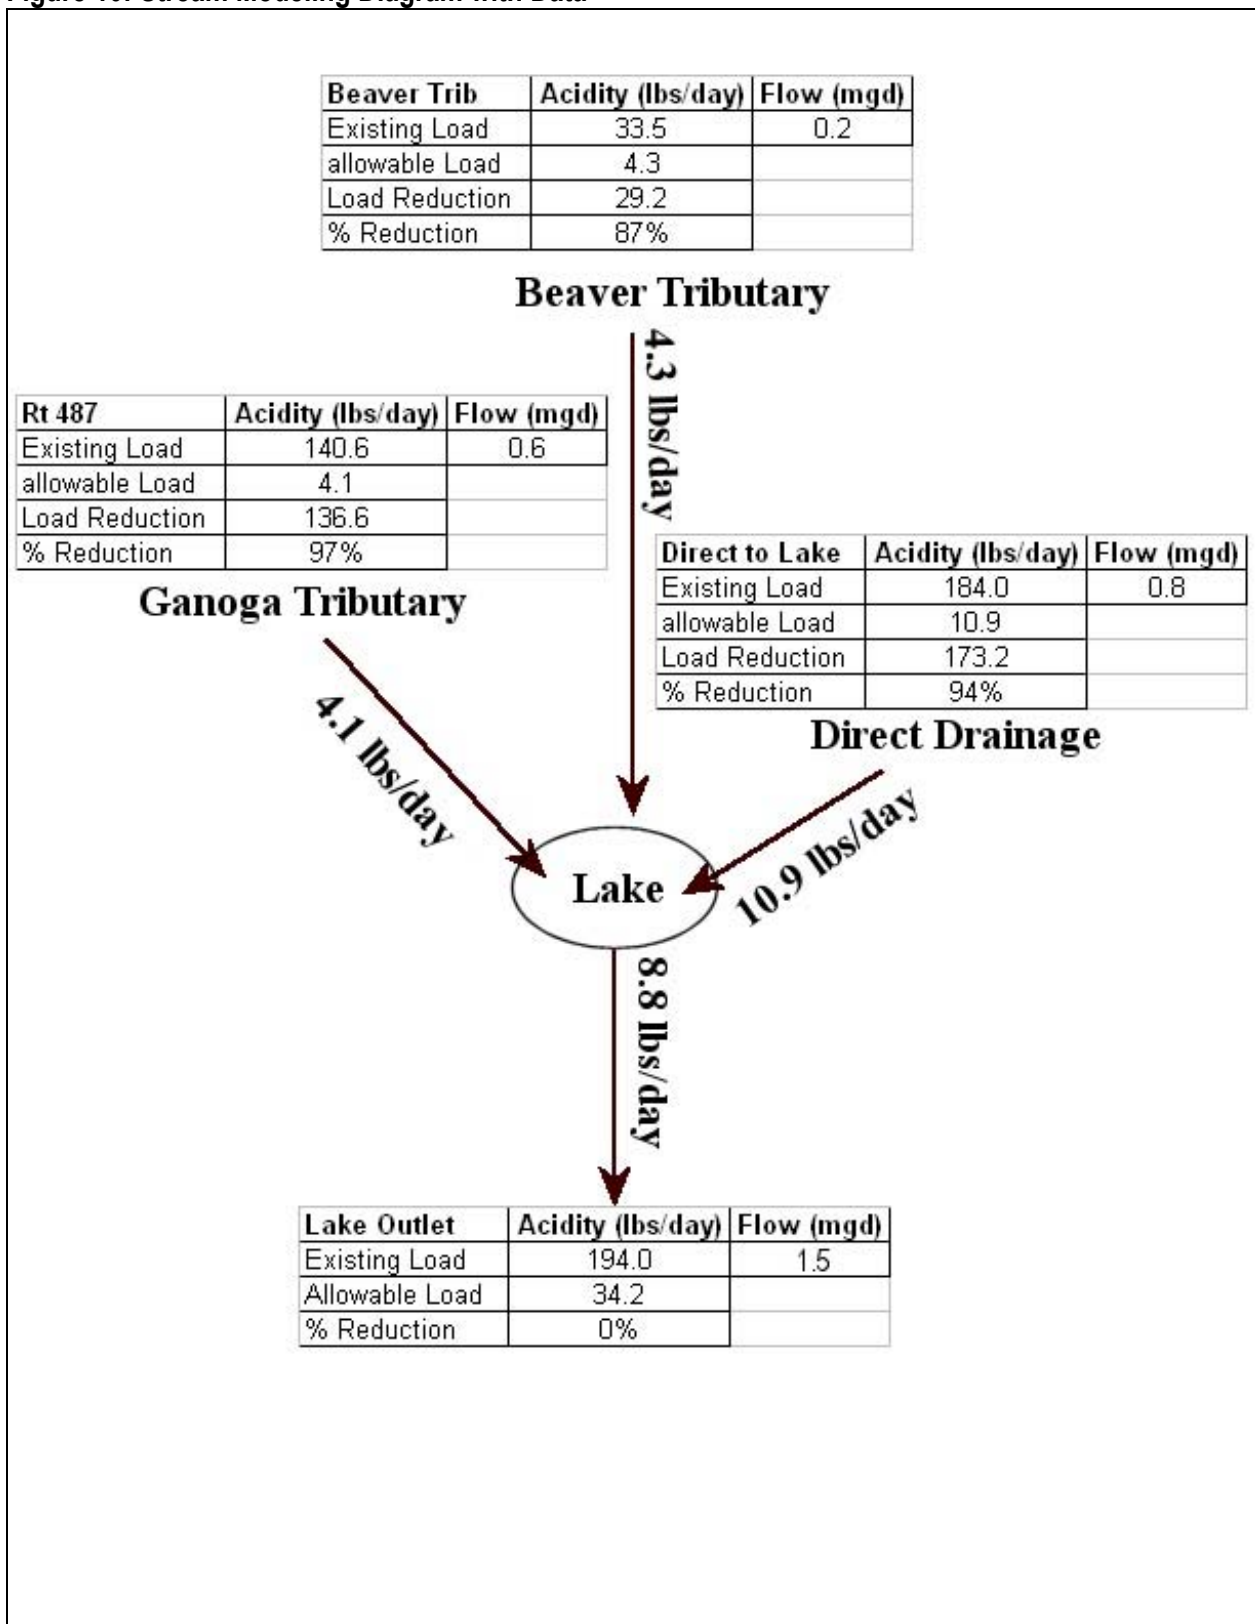 Beaver Trib Acidity (lbs/day) Flow (mgd)
Existing Load 33.5 0.2
allowable Load 4.3
Load Reduction 29.2
% Reduction 87%
Beaver Tributary
4.3 lbs/day
Rt 487 Acidity (lbs/day) Flow (mgd)
Existing Load 140.6 0.6
allowable Load 4.1
Load Reduction 136.6
% Reduction 97%
Ganoga Tributary
4.1 lbs/day
Direct to Lake Acidity (lbs/day) Flow (mgd)
Existing Load 184.0 0.8
allowable Load 10.9
Load Reduction 173.2
% Reduction 94%
Direct Drainage
10.9 lbs/day
Lake
8.8 lbs/day
Lake Outlet Acidity (lbs/day) Flow (mgd)
Existing Load 194.0 1.5
Allowable Load 34.2
% Reduction 0%